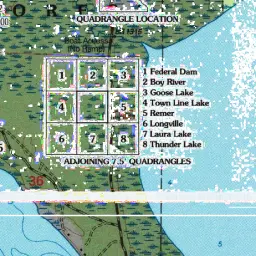 O R E
QUADRANGLE LOCATION
(No Ramp)
1 2 3
4 5
6 7 8
1 Federal Dam
2 Boy River
3 Goose Lake
4 Town Line Lake
5 Remer
6 Longville
7 Laura Lake
8 Thunder Lake
ADJOINING 7.5' QUADRANGLES
36
5